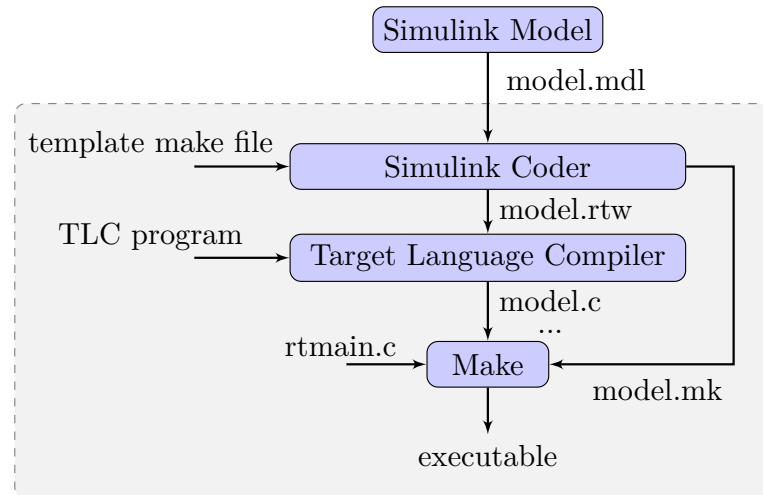 Simulink Model
model.mdl
template make file
Simulink Coder
model.rtw
TLC program
Target Language Compiler
model.c
...
rtmain.c
Make
model.mk
executable